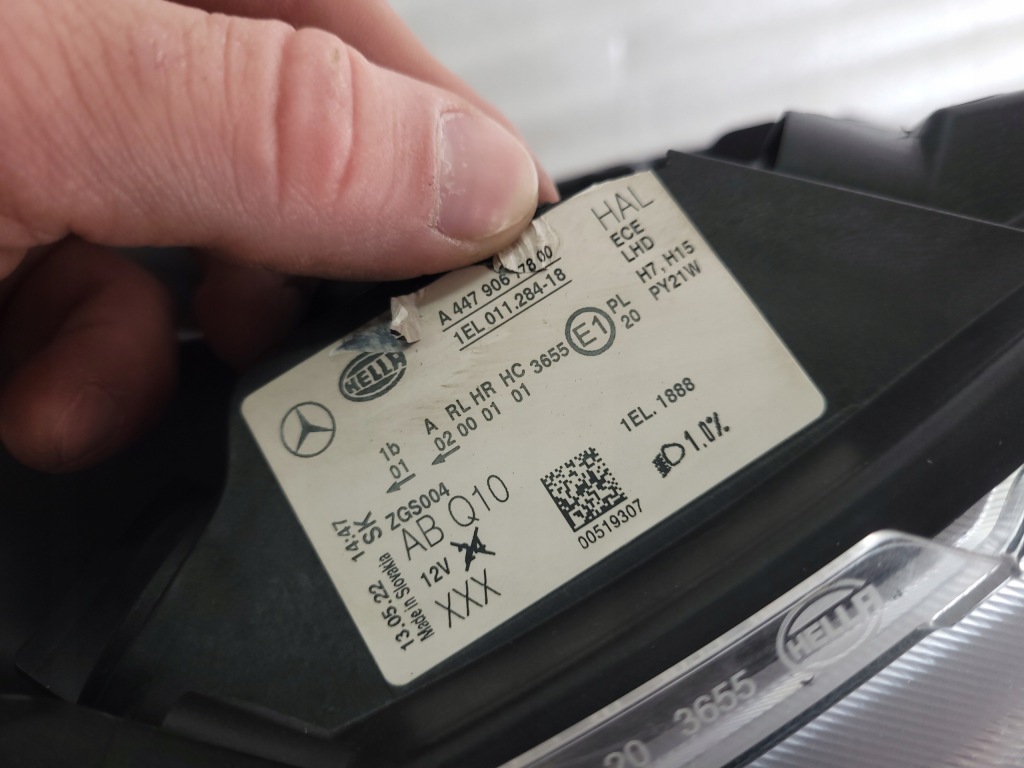 HAL
ECE
LHD
H7, H15
PY21W
A 447 906 78 00
1EL 011.284-18
HELLA
1b A RL HR HC 3655 E1 PL
01 02 00 01 01 20
1EL. 1888
1.0%
ZGS004
AB Q10
12V
XXX
00519307
13.05.22 14:47
Made in Slovakia SK
HELLA
20 3655